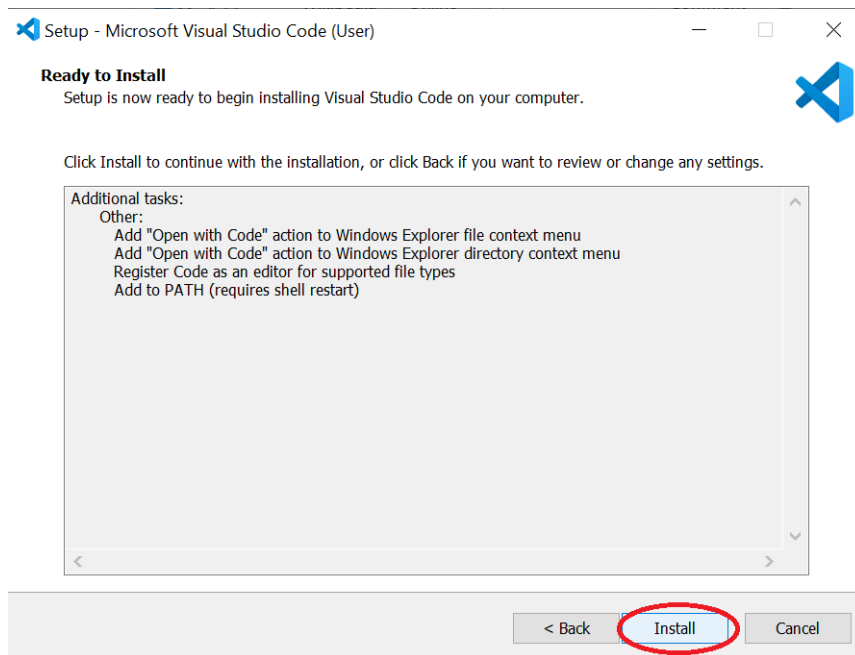 Setup - Microsoft Visual Studio Code (User)
Ready to Install
Setup is now ready to begin installing Visual Studio Code on your computer.
Click Install to continue with the installation, or click Back if you want to review or change any settings.
Additional tasks:
Other:
Add "Open with Code" action to Windows Explorer file context menu
Add "Open with Code" action to Windows Explorer directory context menu
Register Code as an editor for supported file types
Add to PATH (requires shell restart)
< Back Install Cancel